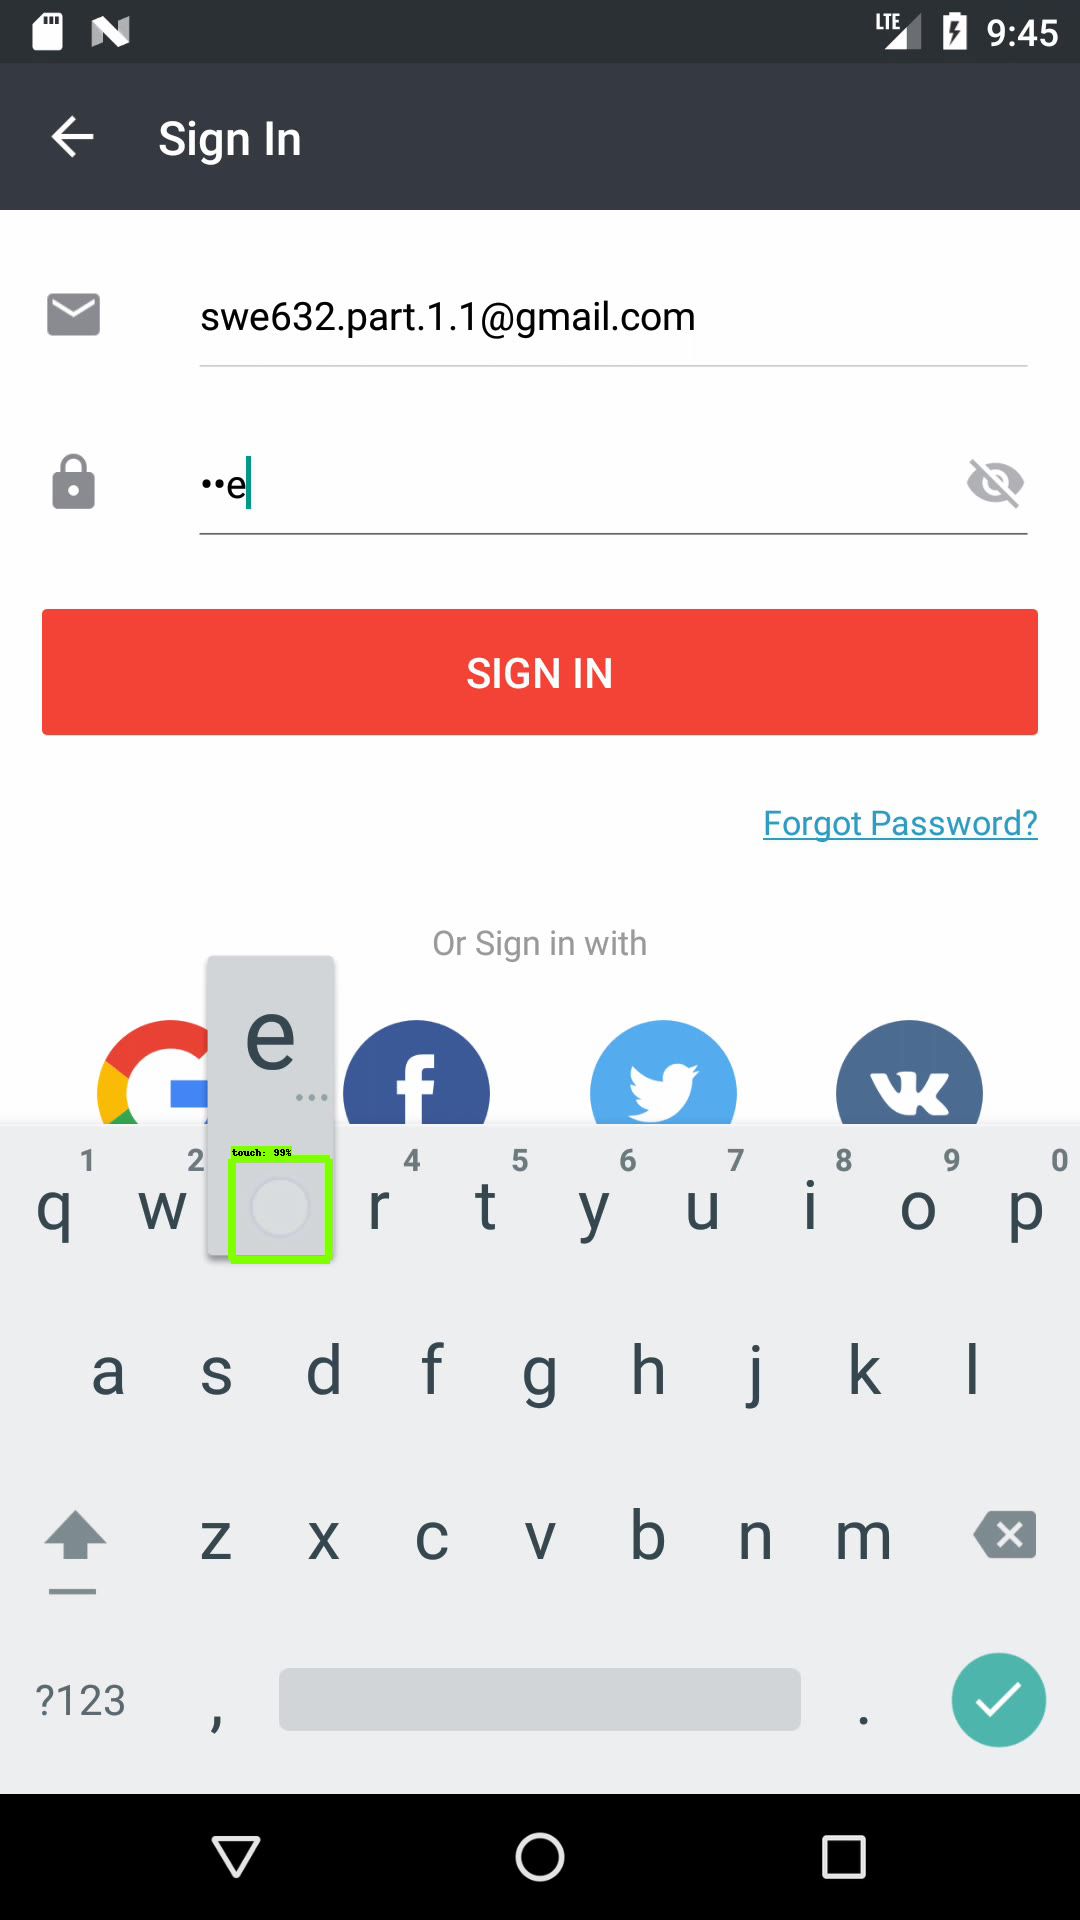 LTE 9:45
Sign In
swe632.part.1.1@gmail.com
••e
SIGN IN
Forgot Password?
Or Sign in with
e
...
touch: 99%
1 2 4 5 6 7 8 9 0
q w r t y u i o p
a s d f g h j k l
z x c v b n m
?123 , .